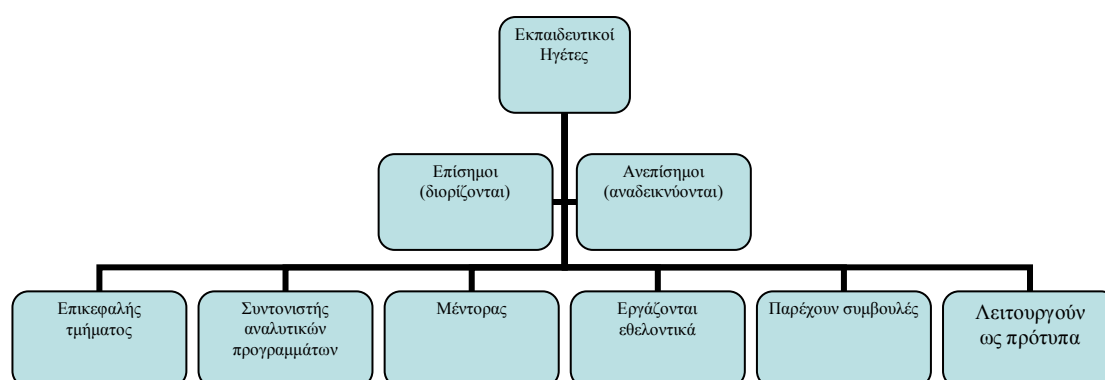 Εκπαιδευτικοί
Ηγέτες
Επίσημοι
(διορίζονται)
Ανεπίσημοι
(αναδεικνύονται)
Επικεφαλής
τμήματος
Συντονιστής
αναλυτικών
προγραμμάτων
Μέντορας
Εργάζονται
εθελοντικά
Παρέχουν συμβουλές
Λειτουργούν
ως πρότυπα